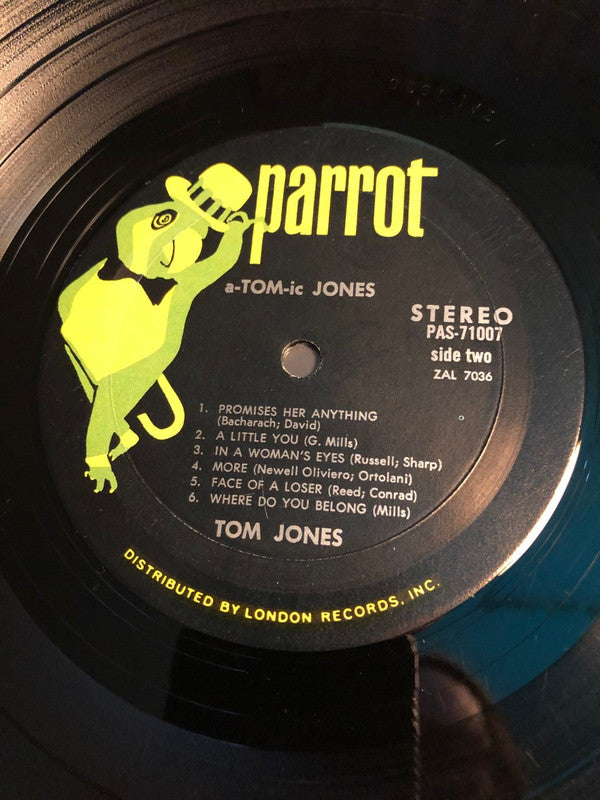 parrot
a-TOM-ic JONES
STEREO
PAS-71007
side two
ZAL 7036
1. PROMISES HER ANYTHING
(Bacharach; David)
2. A LITTLE YOU (G. Mills)
3. IN A WOMAN'S EYES (Russell; Sharp)
4. MORE (Newell Oliviero; Ortolani)
5. FACE OF A LOSER (Reed; Conrad)
6. WHERE DO YOU BELONG (Mills)
TOM JONES
DISTRIBUTED BY LONDON RECORDS, INC.